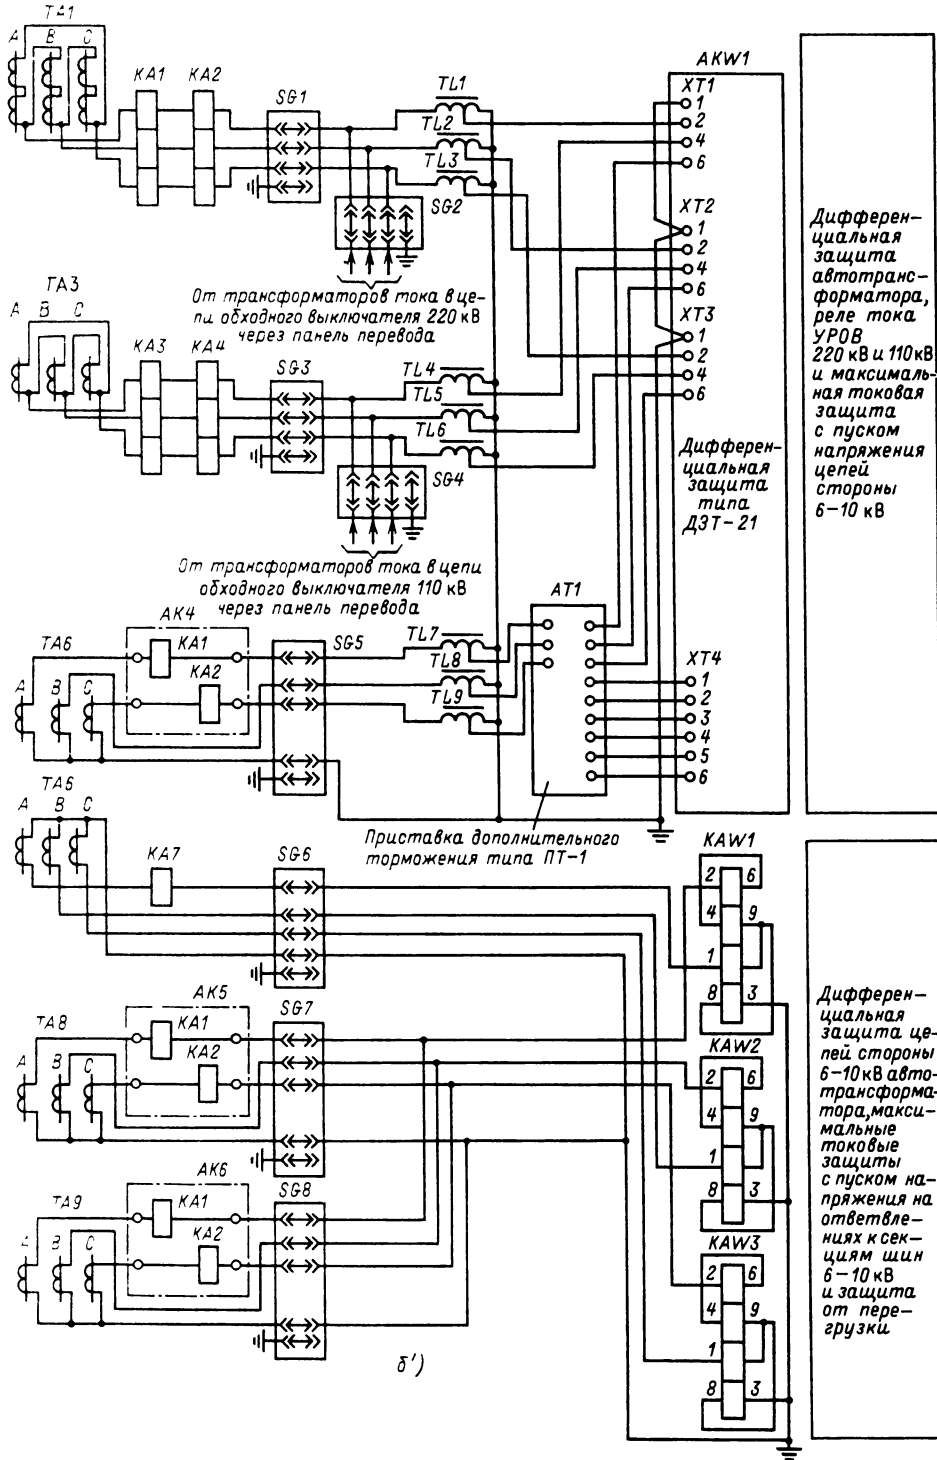 TA1
A B C
KA1 KA2
SG1
TL1
TL2
TL3
SG2
AKW1
XT1
1
2
4
6
XT2
1
2
4
6
XT3
1
2
4
6
От трансформаторов тока в це-
пи обходного выключателя 220 кВ
через панель перевода
TA3
A B C
KA3 KA4
SG3
TL4
TL5
TL6
SG4
Дифферен-
циальная
защита
типа
ДЗТ-21
Дифферен-
циальная
защита
автотранс-
форматора,
реле тока
УРОВ
220 кВ и 110 кВ
и максималь-
ная токовая
защита
с пуском
напряжения
цепей
стороны
6-10 кВ
От трансформаторов тока в цепи
обходного выключателя 110 кВ
через панель перевода
AK4
TA6
A B C
KA1
KA2
SG5
TL7
TL8
TL9
AT1
XT4
1
2
3
4
5
6
Приставка дополнительного
торможения типа ПТ-1
TA5
A B C
KA7
SG6
KAW1
2 6
4 9
1
8 3
AK5
TA8
A B C
KA1
KA2
SG7
KAW2
2 6
4 9
1
8 3
AK6
TA9
A B C
KA1
KA2
SG8
KAW3
2 6
4 9
1
8 3
Дифферен-
циальная
защита це-
пей стороны
6-10 кВ авто-
трансформа-
тора, макси-
мальные
токовые
защиты
с пуском на-
пряжения на
ответвле-
ниях к сек-
циям шин
6-10 кВ
и защита
от пере-
грузки
б')